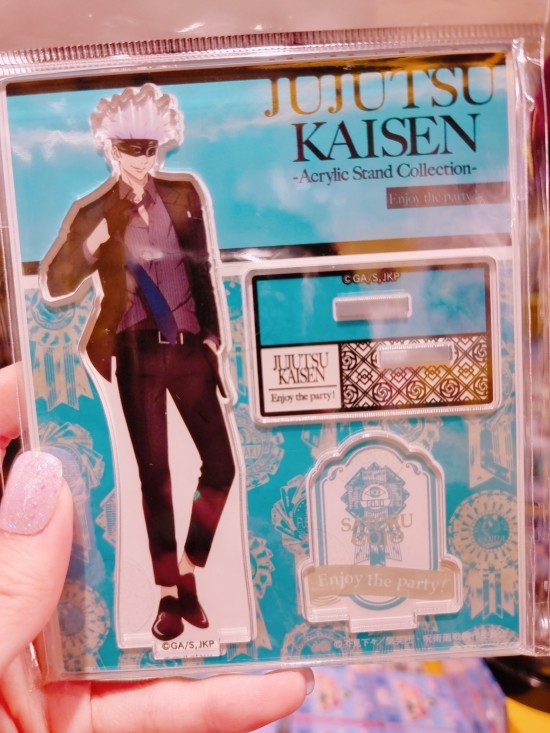 JUJUTSU
KAISEN
-Acrylic Stand Collection-
Enjoy the party
©GA/S,JKP
JUJUTSU
KAISEN
Enjoy the party!
SATORU
Enjoy the party!
©GA/S,JKP